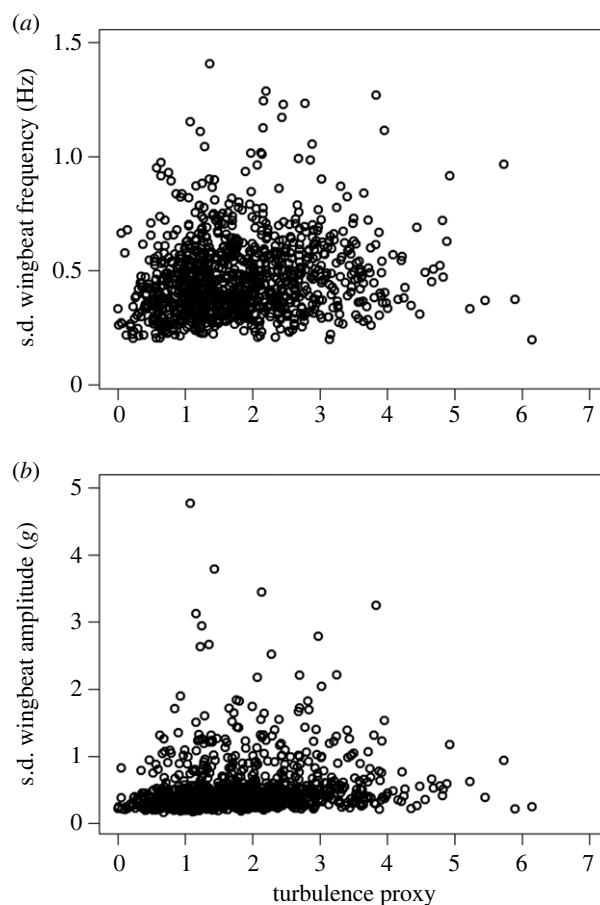 (a)
1.5
1.0
0.5
0
s.d. wingbeat frequency (Hz)
0 1 2 3 4 5 6 7
(b)
5
4
3
2
1
0
s.d. wingbeat amplitude (g)
0 1 2 3 4 5 6 7
turbulence proxy